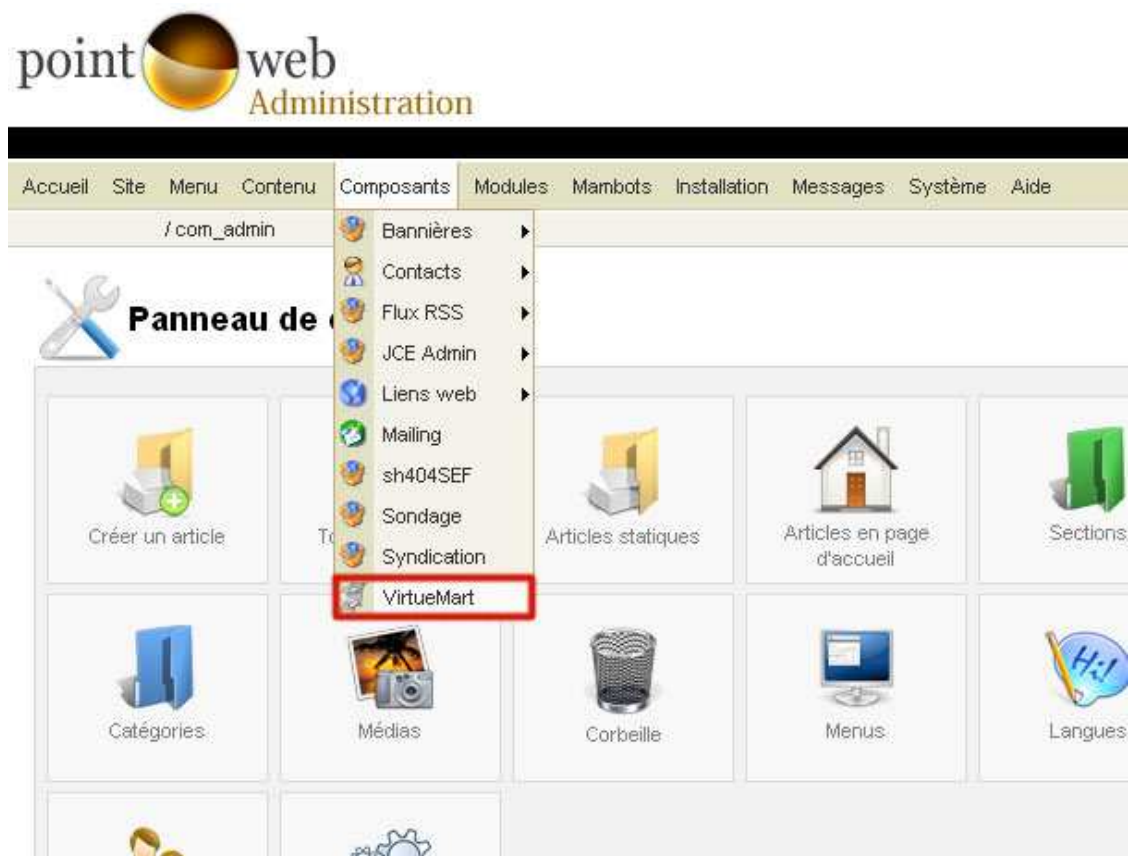 point web
Administration
Accueil Site Menu Contenu Composants Modules Mambots Installation Messages Système Aide
/ com_admin
Bannières
Contacts
Flux RSS
JCE Admin
Liens web
Mailing
sh404SEF
Sondage
Syndication
VirtueMart
Panneau de
Créer un article
Articles statiques
Articles en page
d'accueil
Sections
Catégories
Médias
Corbeille
Menus
Hi!
Langues